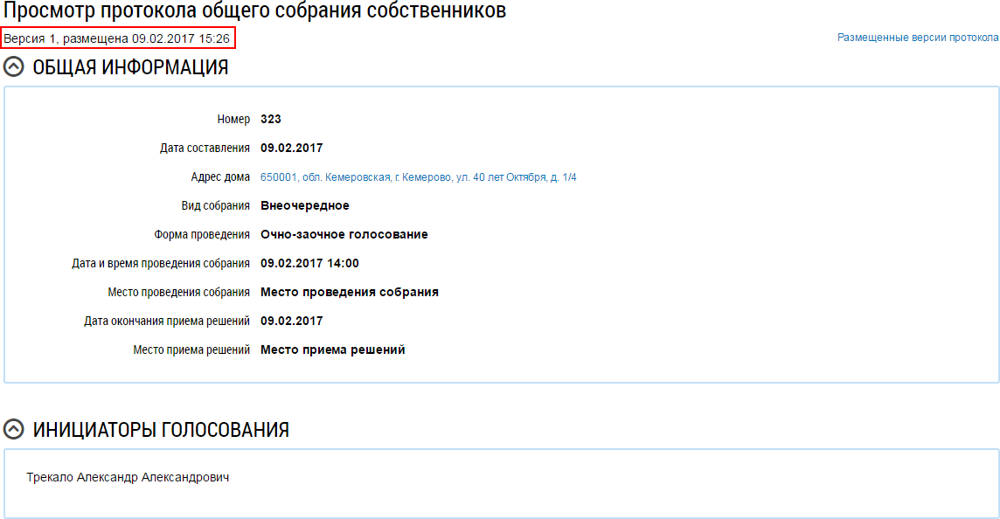 Просмотр протокола общего собрания собственников
Версия 1, размещена 09.02.2017 15:26
Размещенные версии протокола
ОБЩАЯ ИНФОРМАЦИЯ
Номер 323
Дата составления 09.02.2017
Адрес дома 650001, обл. Кемеровская, г. Кемерово, ул. 40 лет Октября, д. 1/4
Вид собрания Внеочередное
Форма проведения Очно-заочное голосование
Дата и время проведения собрания 09.02.2017 14:00
Место проведения собрания Место проведения собрания
Дата окончания приема решений 09.02.2017
Место приема решений Место приема решений
ИНИЦИАТОРЫ ГОЛОСОВАНИЯ
Трекало Александр Александрович